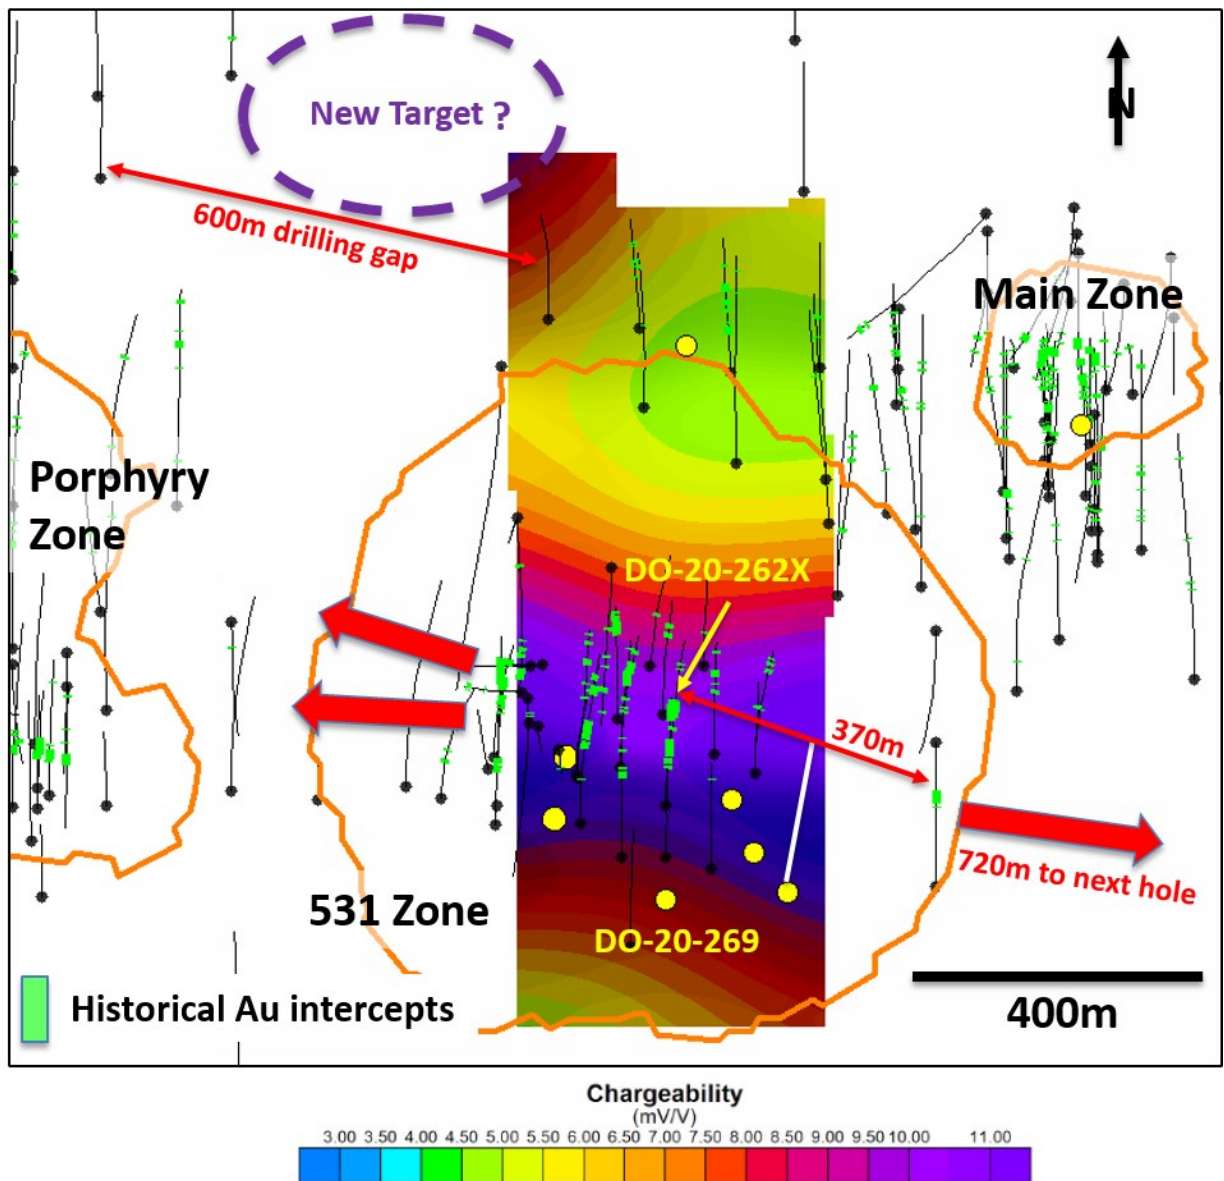 New Target ?
N
600m drilling gap
Main Zone
Porphyry
Zone
DO-20-262X
370m
720m to next hole
531 Zone
DO-20-269
Historical Au intercepts
400m
Chargeability
(mV/V)
3.00 3.50 4.00 4.50 5.00 5.50 6.00 6.50 7.00 7.50 8.00 8.50 9.00 9.50 10.00 11.00